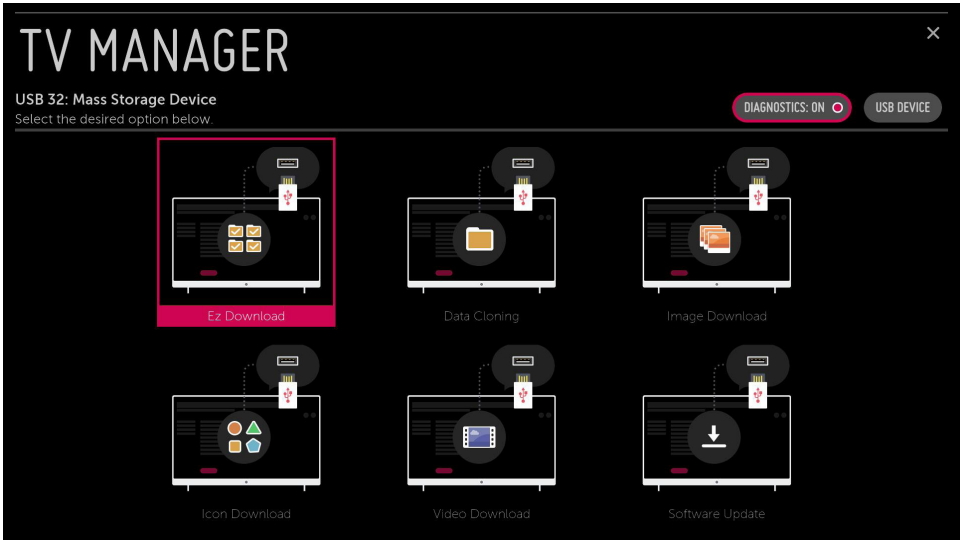 TV MANAGER
USB 32: Mass Storage Device
Select the desired option below.
DIAGNOSTICS: ON
USB DEVICE
Ez Download
Data Cloning
Image Download
Icon Download
Video Download
Software Update